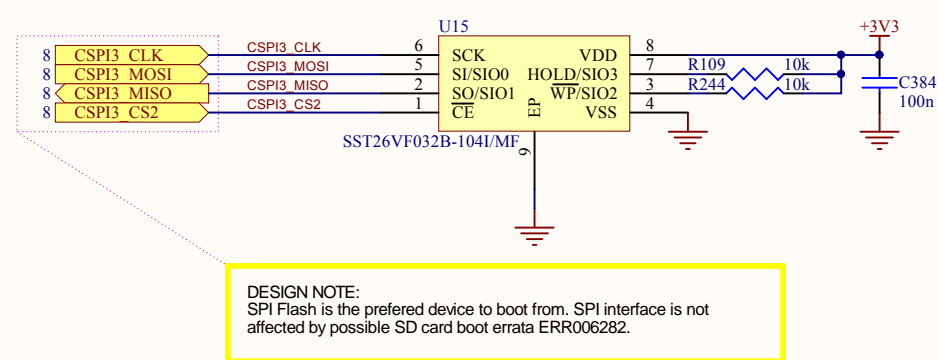 U15
+3V3
8 CSPI3_CLK CSPI3_CLK 6 SCK VDD 8
8 CSPI3_MOSI CSPI3_MOSI 5 SI/SIO0 HOLD/SIO3 7 R109 10k
8 CSPI3_MISO CSPI3_MISO 2 SO/SIO1 WP/SIO2 3 R244 10k
8 CSPI3_CS2 CSPI3_CS2 1 CE EP VSS 4
C384
100n
SST26VF032B-104I/MF
9
DESIGN NOTE:
SPI Flash is the prefered device to boot from. SPI interface is not
affected by possible SD card boot errata ERR006282.